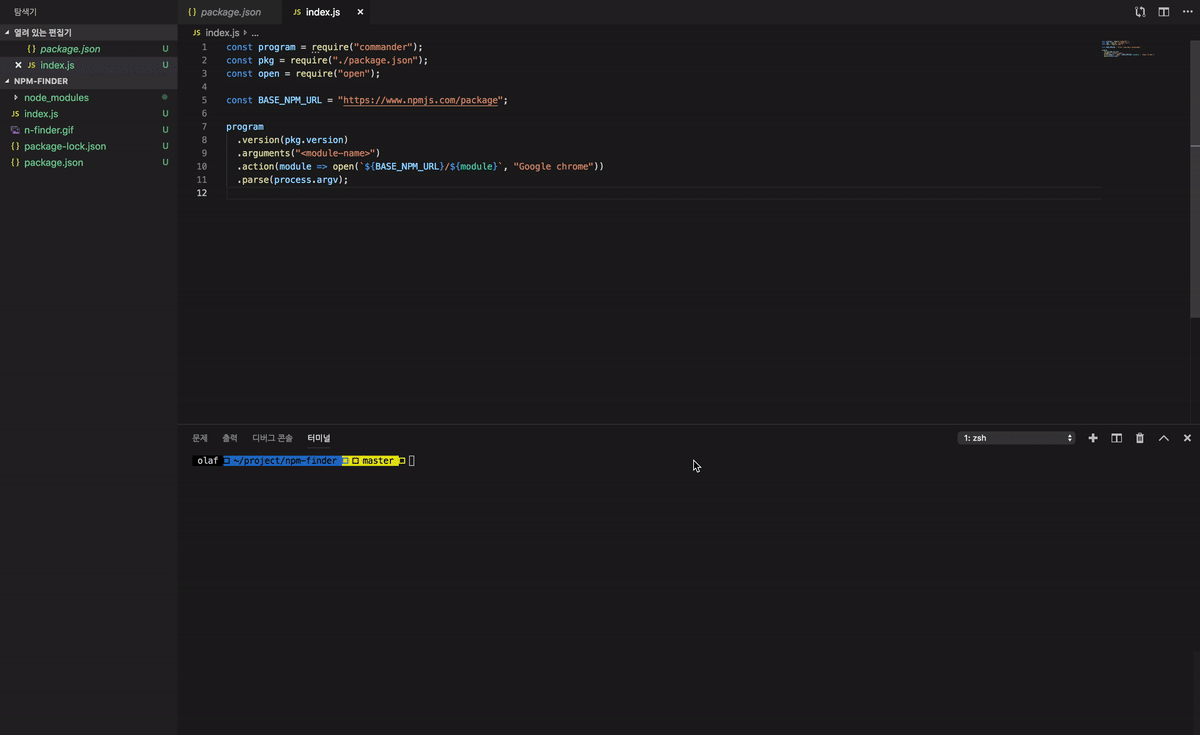 탐색기
열려 있는 편집기
{} package.json U
JS index.js U
NPM-FINDER
node_modules
JS index.js U
n-finder.gif U
{} package-lock.json U
{} package.json U
{} package.json JS index.js
JS index.js ...
1 const program = require("commander");
2 const pkg = require("./package.json");
3 const open = require("open");
4
5 const BASE_NPM_URL = "https://www.npmjs.com/package";
6
7 program
8 .version(pkg.version)
9 .arguments("<module-name>")
10 .action(module => open(`${BASE_NPM_URL}/${module}`, "Google chrome"))
11 .parse(process.argv);
12
문제 출력 디버그 콘솔 터미널 1: zsh
olaf ~/project/npm-finder master